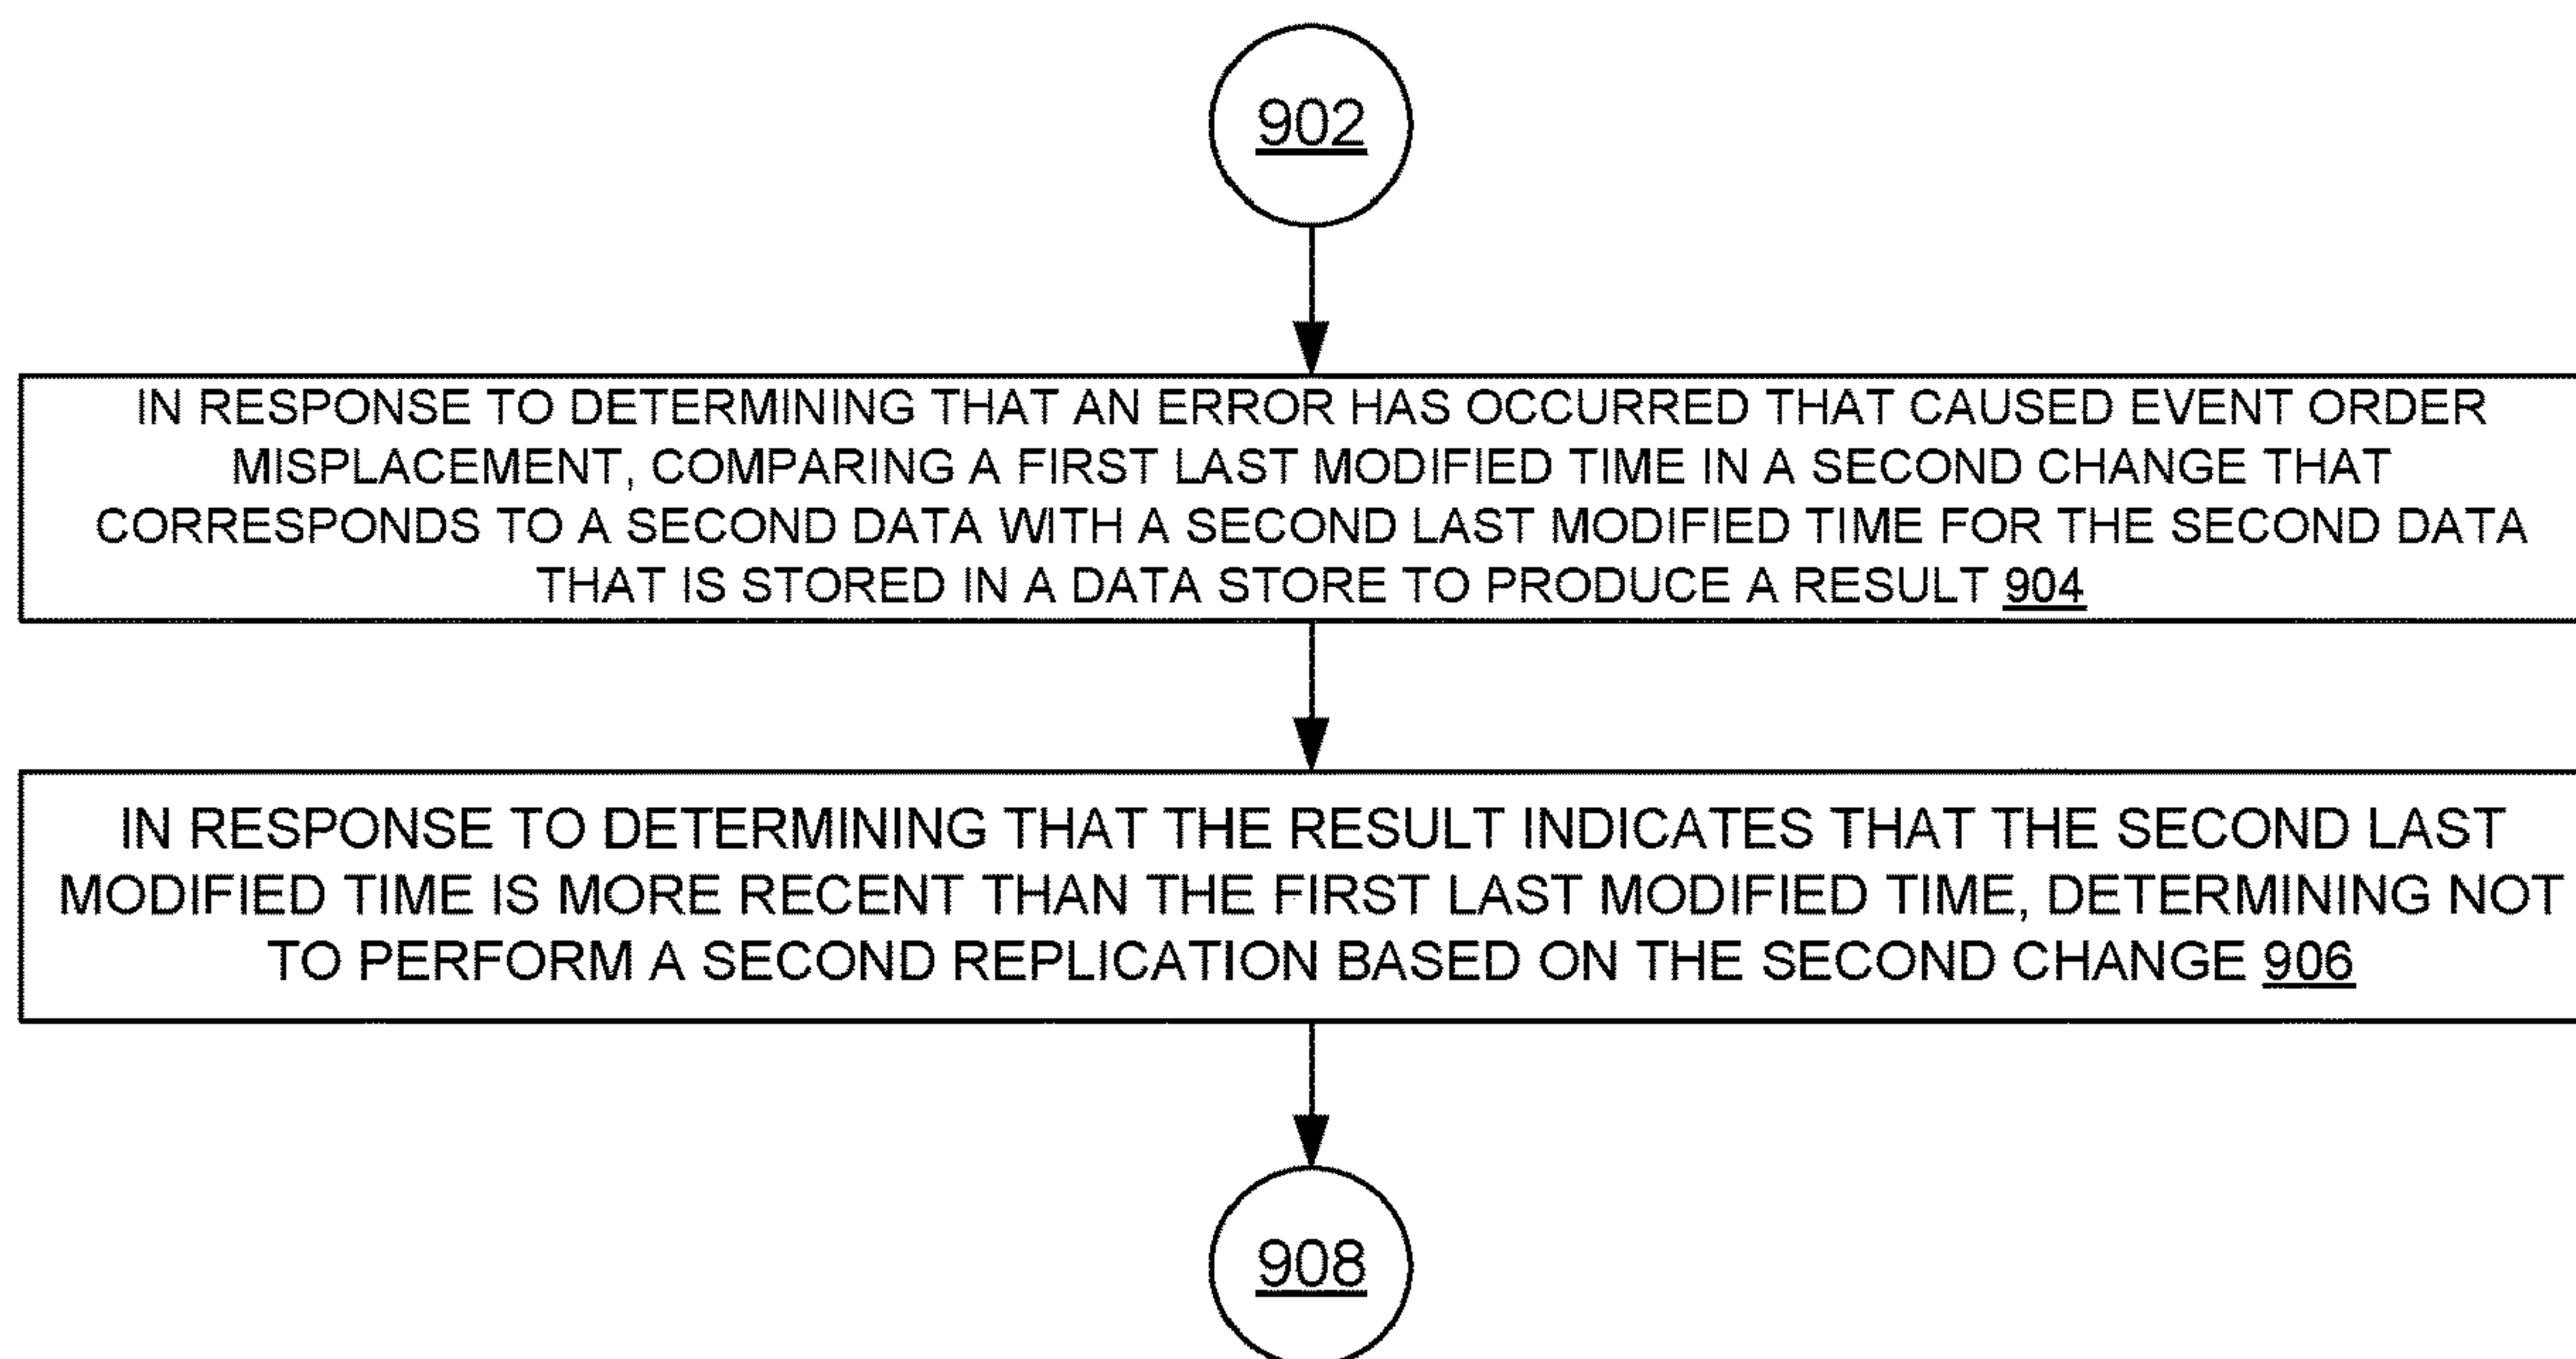 902
IN RESPONSE TO DETERMINING THAT AN ERROR HAS OCCURRED THAT CAUSED EVENT ORDER
MISPLACEMENT, COMPARING A FIRST LAST MODIFIED TIME IN A SECOND CHANGE THAT
CORRESPONDS TO A SECOND DATA WITH A SECOND LAST MODIFIED TIME FOR THE SECOND DATA
THAT IS STORED IN A DATA STORE TO PRODUCE A RESULT 904
IN RESPONSE TO DETERMINING THAT THE RESULT INDICATES THAT THE SECOND LAST
MODIFIED TIME IS MORE RECENT THAN THE FIRST LAST MODIFIED TIME, DETERMINING NOT
TO PERFORM A SECOND REPLICATION BASED ON THE SECOND CHANGE 906
908